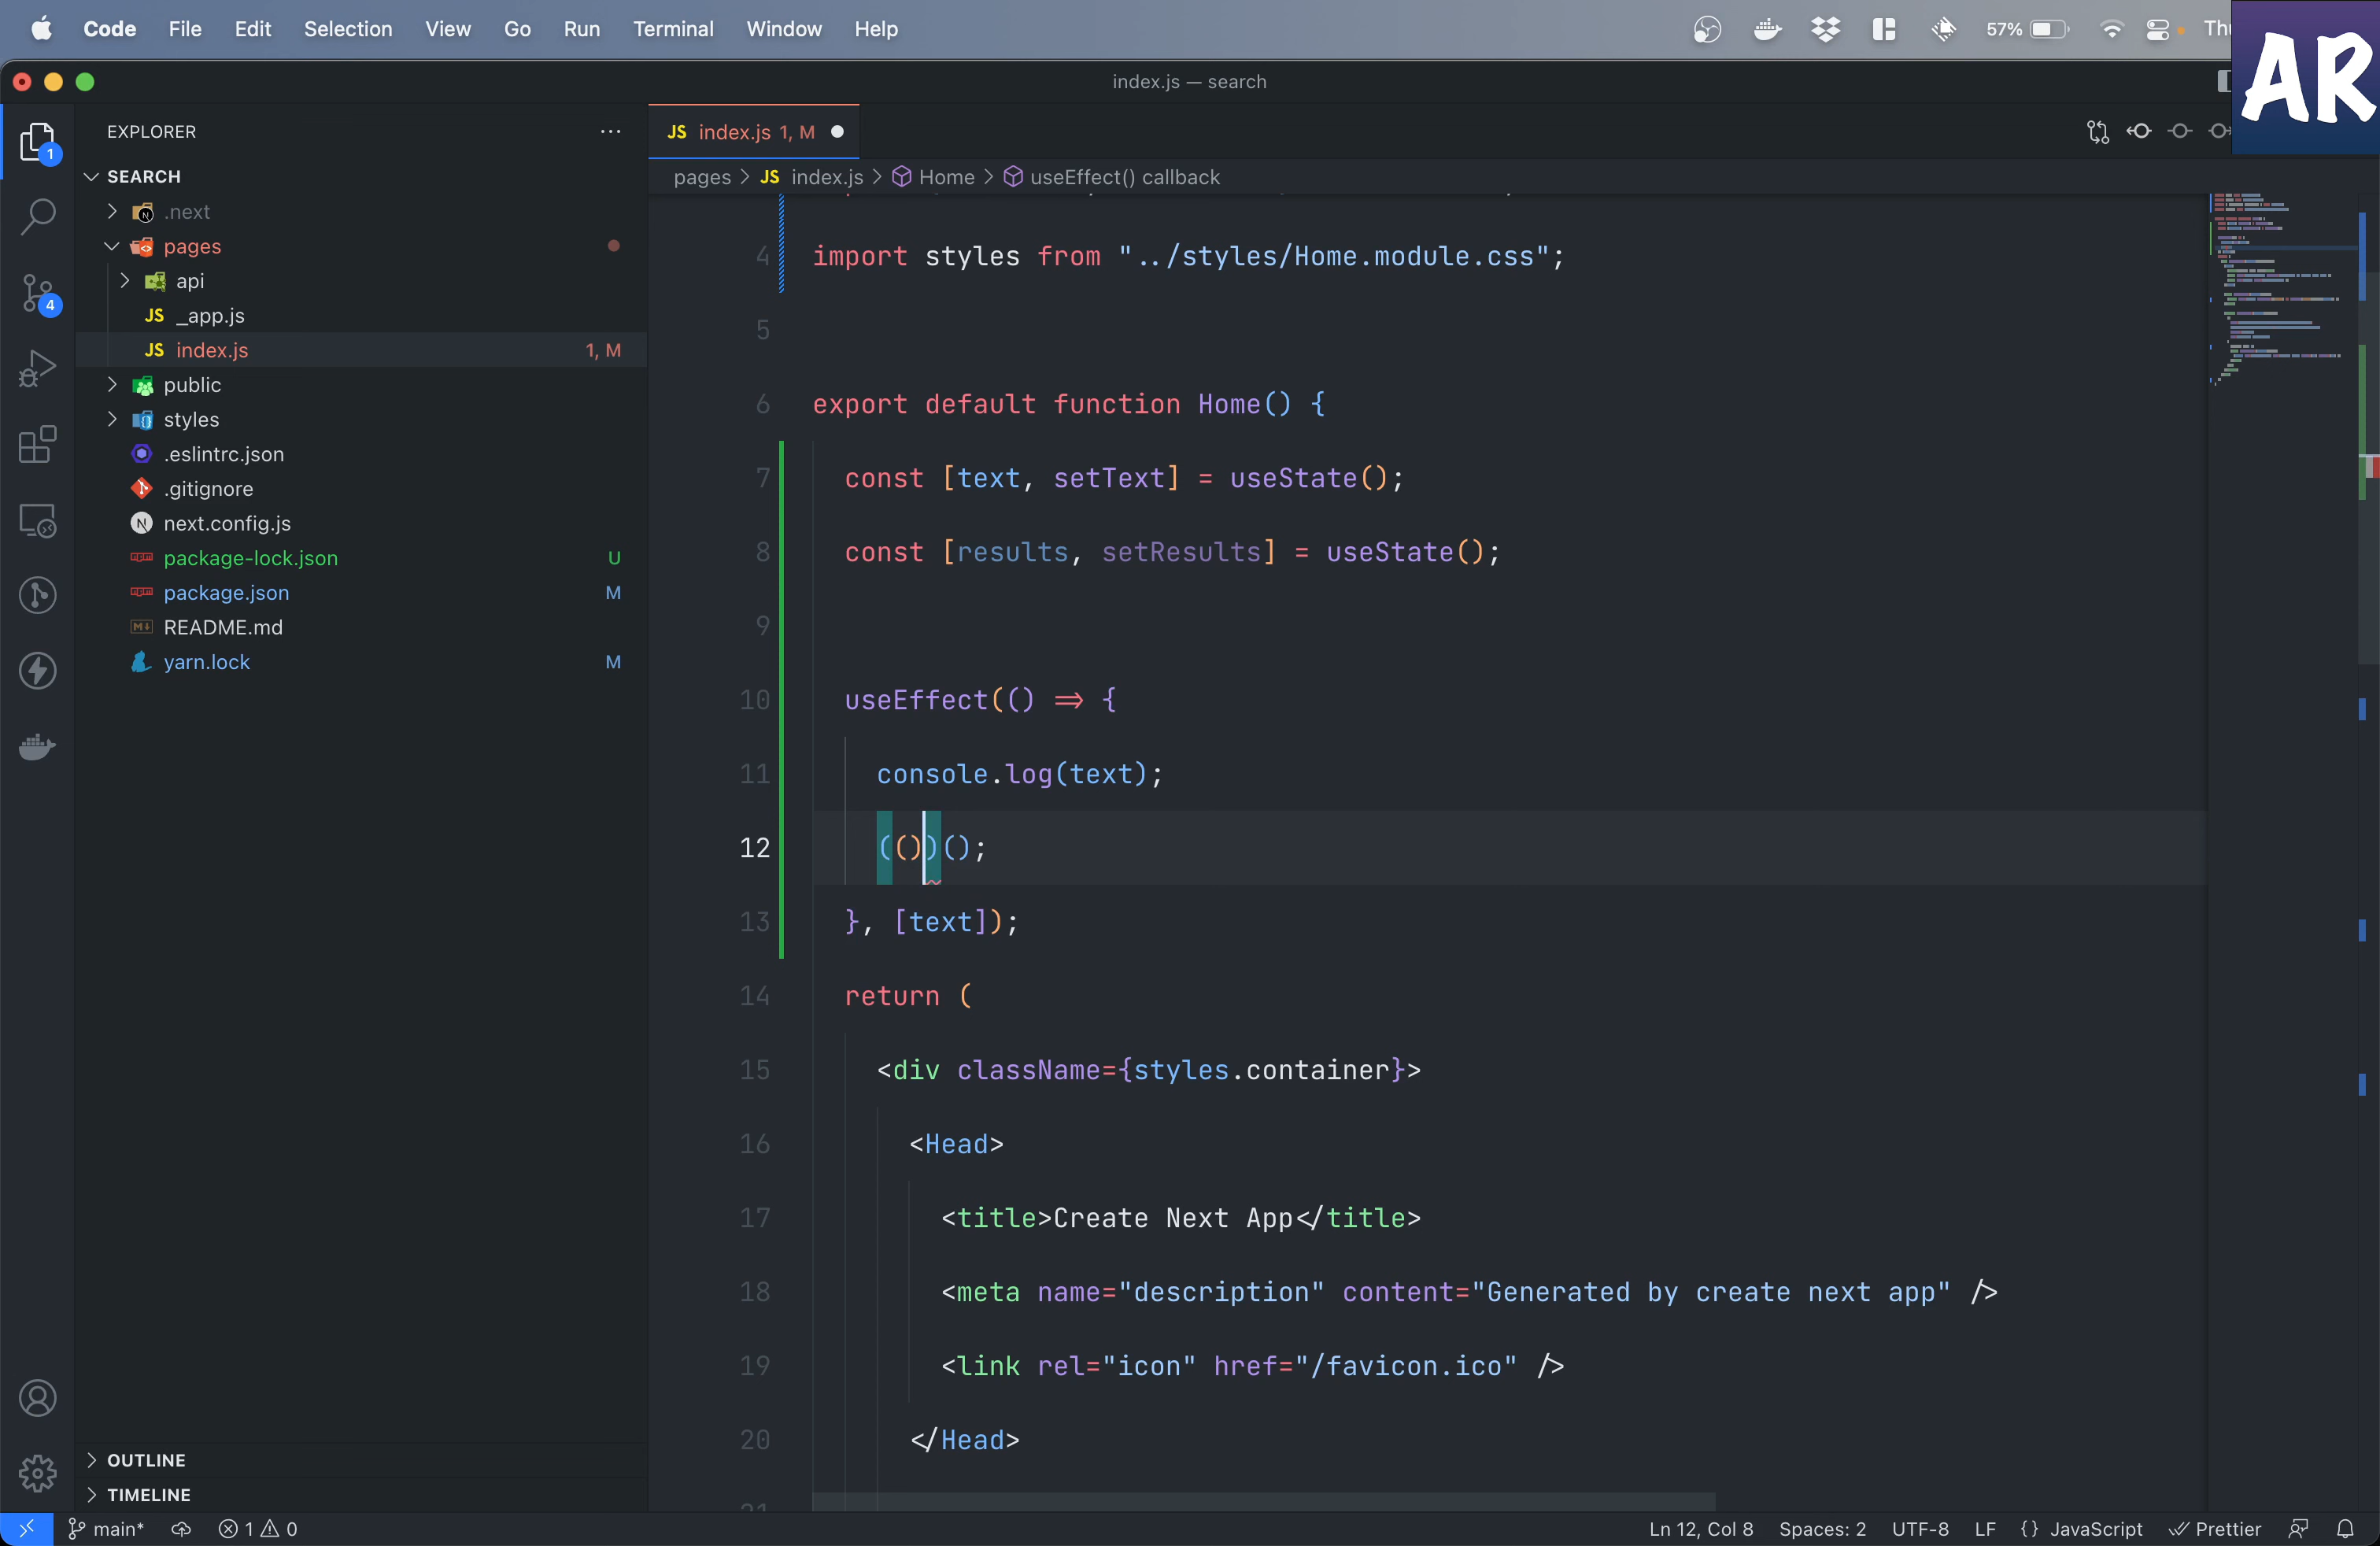 Code File Edit Selection View Go Run Terminal Window Help 57% Thu
AR
index.js — search
EXPLORER
SEARCH
.next
pages
api
_app.js
index.js 1, M
public
styles
.eslintrc.json
.gitignore
next.config.js
package-lock.json U
package.json M
README.md
yarn.lock M
OUTLINE
TIMELINE
1
4
JS index.js 1, M
pages > JS index.js > Home > useEffect() callback
4 import styles from "../styles/Home.module.css";
5
6 export default function Home() {
7 const [text, setText] = useState();
8 const [results, setResults] = useState();
9
10 useEffect(() => {
11 console.log(text);
12 (())();
13 }, [text]);
14 return (
15 <div className={styles.container}>
16 <Head>
17 <title>Create Next App</title>
18 <meta name="description" content="Generated by create next app" />
19 <link rel="icon" href="/favicon.ico" />
20 </Head>
main* 1 0 Ln 12, Col 8 Spaces: 2 UTF-8 LF {} JavaScript Prettier